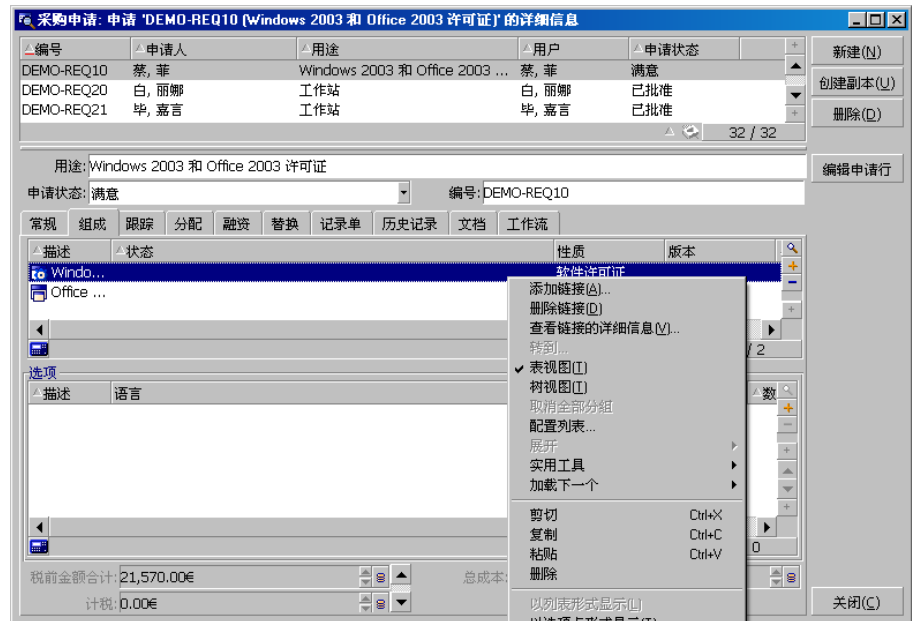 采购申请: 申请 'DEMO-REQ10 (Windows 2003 和 Office 2003 许可证)' 的详细信息
编号 申请人 用途 用户 申请状态
DEMO-REQ10 蔡, 菲 Windows 2003 和 Office 2003 ... 蔡, 菲 满意
DEMO-REQ20 白, 丽娜 工作站 白, 丽娜 已批准
DEMO-REQ21 毕, 嘉言 工作站 毕, 嘉言 已批准
32 / 32
新建(N)
创建副本(U)
删除(D)
编辑申请行
用途: Windows 2003 和 Office 2003 许可证
申请状态: 满意 编号: DEMO-REQ10
常规 组成 跟踪 分配 融资 替换 记录单 历史记录 文档 工作流
描述 状态 性质 版本
Windo... 软件许可证
Office ...
/ 2
选项
描述 语言 数
0
添加链接(A)...
删除链接(D)
查看链接的详细信息(V)...
转到...
表视图(T)
树视图(T)
取消全部分组
配置列表...
展开
实用工具
加载下一个
剪切 Ctrl+X
复制 Ctrl+C
粘贴 Ctrl+V
删除
以列表形式显示(L)
税前金额合计: 21,570.00€ 总成本:
计税: 0.00€
关闭(C)